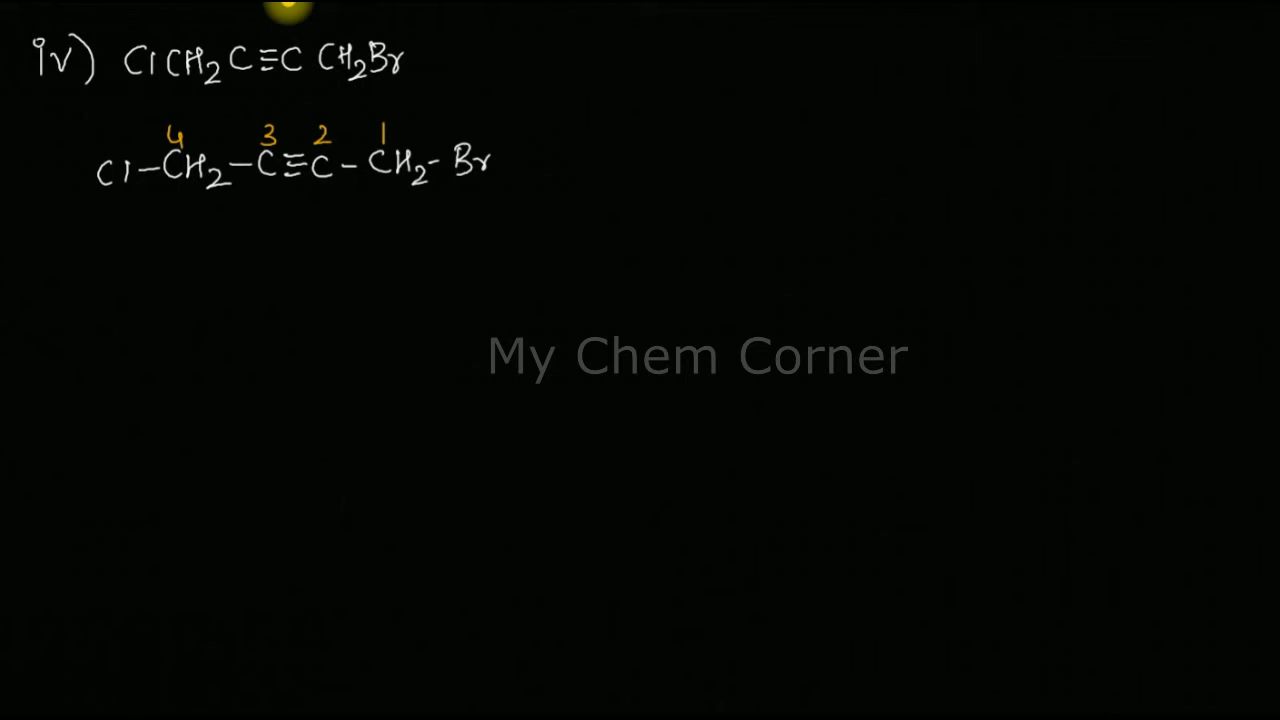 iv) ClCH₂C≡CCH₂Br
4 3 2 1
Cl-CH₂-C≡C-CH₂-Br
My Chem Corner